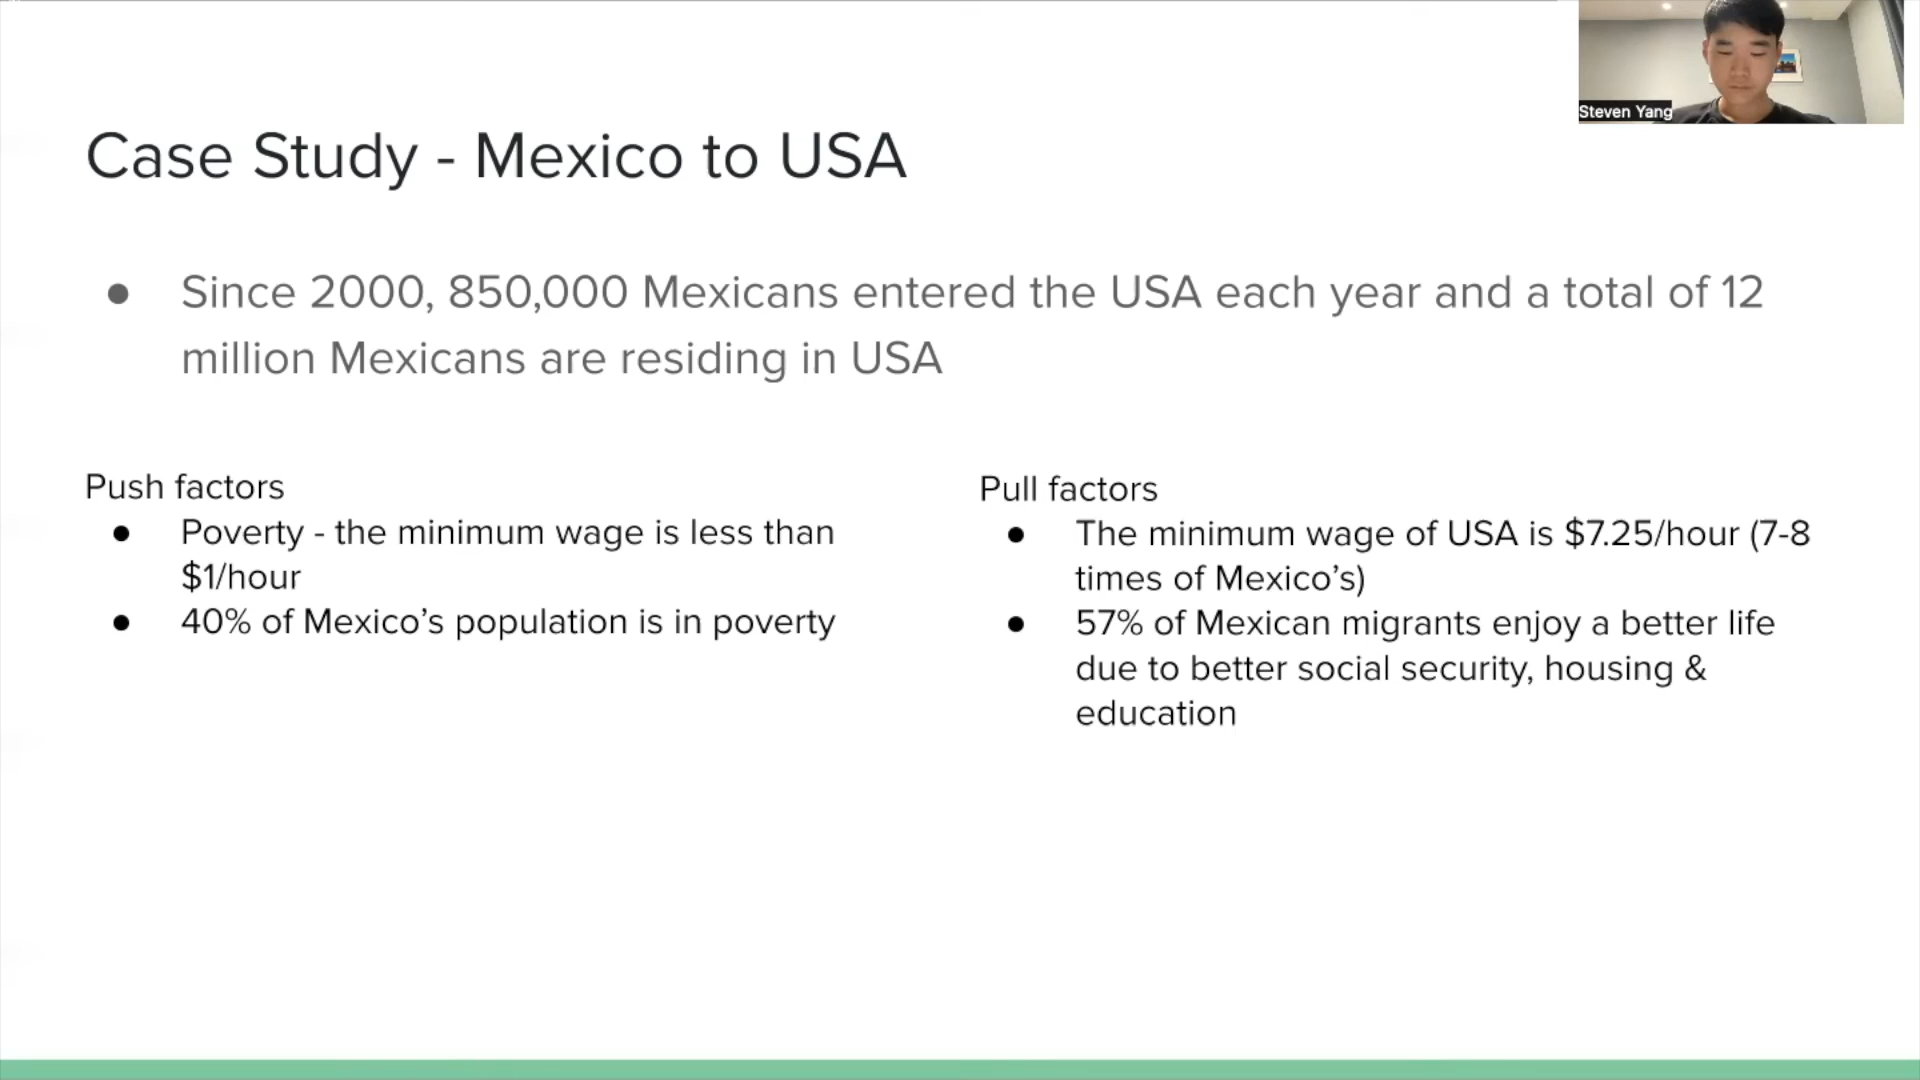 Steven Yang
Case Study - Mexico to USA
● Since 2000, 850,000 Mexicans entered the USA each year and a total of 12
million Mexicans are residing in USA
Push factors
● Poverty - the minimum wage is less than
$1/hour
● 40% of Mexico’s population is in poverty
Pull factors
● The minimum wage of USA is $7.25/hour (7-8
times of Mexico’s)
● 57% of Mexican migrants enjoy a better life
due to better social security, housing &
education